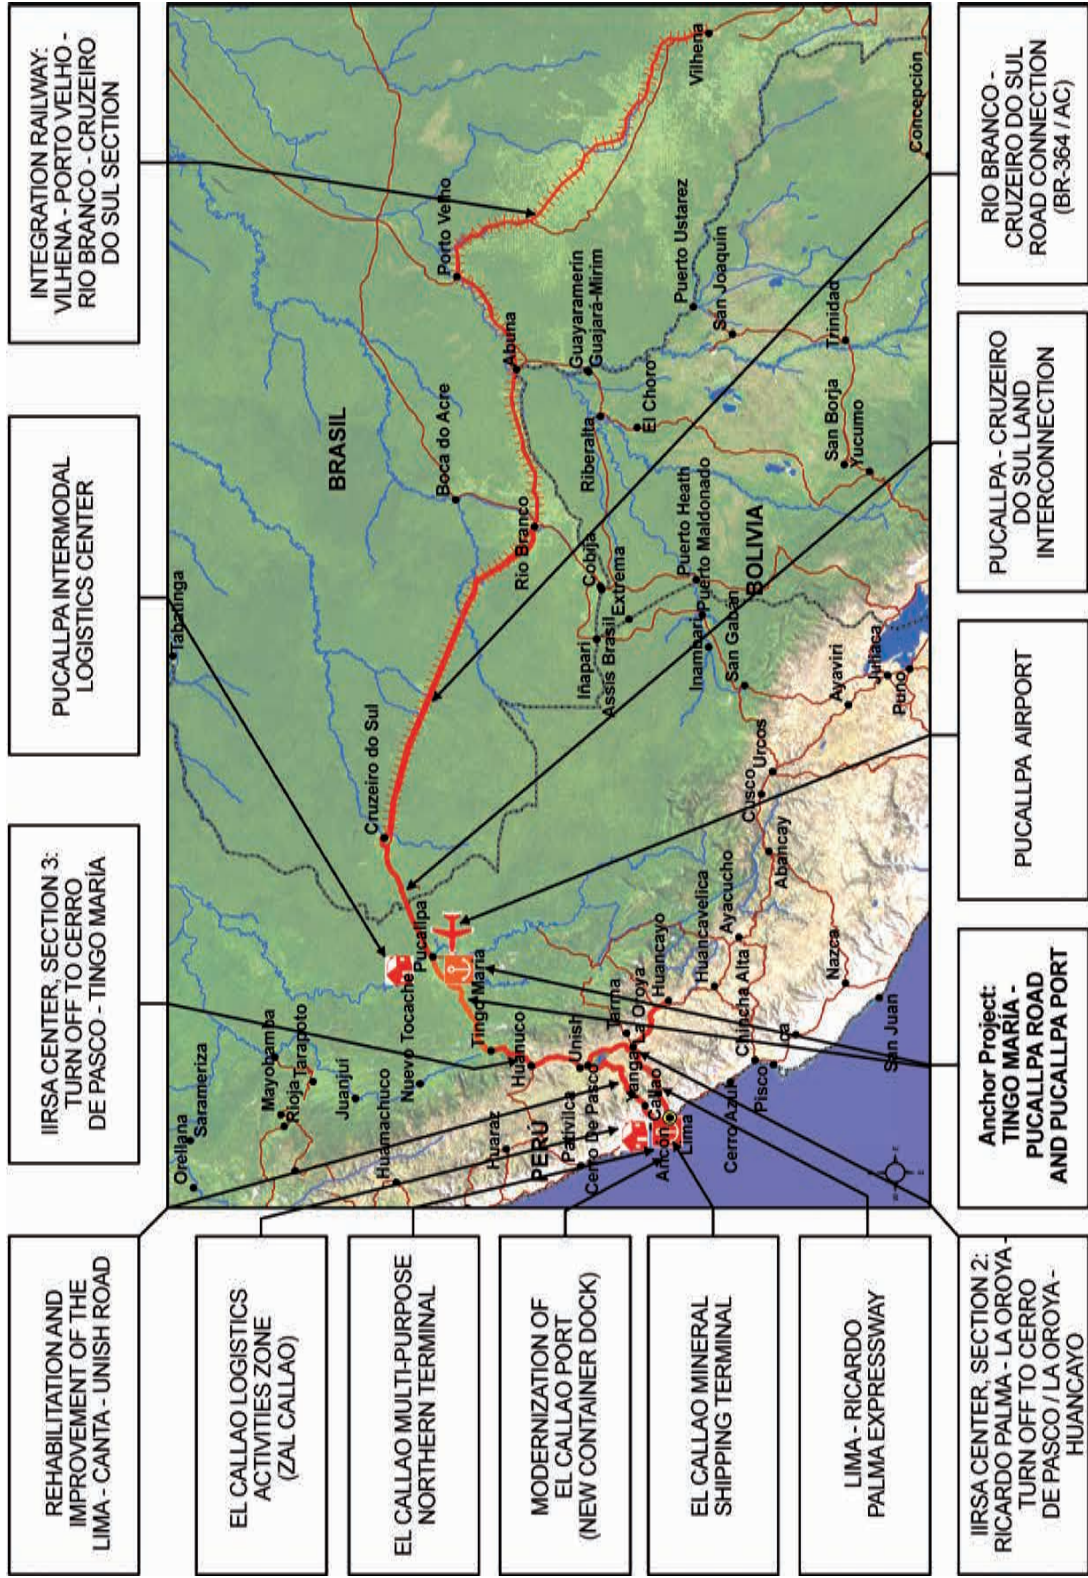 REHABILITATION AND
IMPROVEMENT OF THE
LIMA - CANTA - UNISH ROAD
IIRSA CENTER, SECTION 3:
TURN OFF TO CERRO
DE PASCO - TINGO MARÍA
PUCALLPA INTERMODAL
LOGISTICS CENTER
INTEGRATION RAILWAY:
VILHENA - PORTO VELHO -
RIO BRANCO - CRUZEIRO
DO SUL SECTION
EL CALLAO LOGISTICS
ACTIVITIES ZONE
(ZAL CALLAO)
EL CALLAO MULTI-PURPOSE
NORTHERN TERMINAL
MODERNIZATION OF
EL CALLAO PORT
(NEW CONTAINER DOCK)
EL CALLAO MINERAL
SHIPPING TERMINAL
LIMA - RICARDO
PALMA EXPRESSWAY
IIRSA CENTER, SECTION 2:
RICARDO PALMA - LA OROYA -
TURN OFF TO CERRO
DE PASCO / LA OROYA -
HUANCAYO
Anchor Project:
TINGO MARÍA -
PUCALLPA ROAD
AND PUCALLPA PORT
PUCALLPA AIRPORT
PUCALLPA - CRUZEIRO
DO SUL LAND
INTERCONNECTION
RIO BRANCO -
CRUZEIRO DO SUL
ROAD CONNECTION
(BR-364 / AC)
Orellana
Sarameriza
Tabatinga
Mayobamba
Rioja
Tarapoto
Juanjuí
Huamachuco
Nuevo Tocache
Pucallpa
Cruzeiro do Sul
BRASIL
Boca do Acre
Porto Velho
Tingo María
Huaraz
Huanuco
Rio Branco
Abuna
PERÚ
Pativilca
Cerro De Pasco
Unish
Iñapari
Assis Brasil
Cobija
Extrema
Riberalta
Guayaramerin
Guajará-Mirim
El Choro
Tarma
La Oroya
Yanga
Callao
Ancón
Lima
Huancayo
Huancavelica
Ayacucho
Inambari
Puerto Heath
Puerto Maldonado
San Gabán
BOLIVIA
Puerto Ustarez
San Joaquin
Vilhena
Cerro Azul
Chincha Alta
Pisco
Ica
Abancay
Cusco
Urcos
Nazca
San Juan
Ayaviri
Juliaca
Puno
San Borja
Yucumo
Trinidad
Concepción